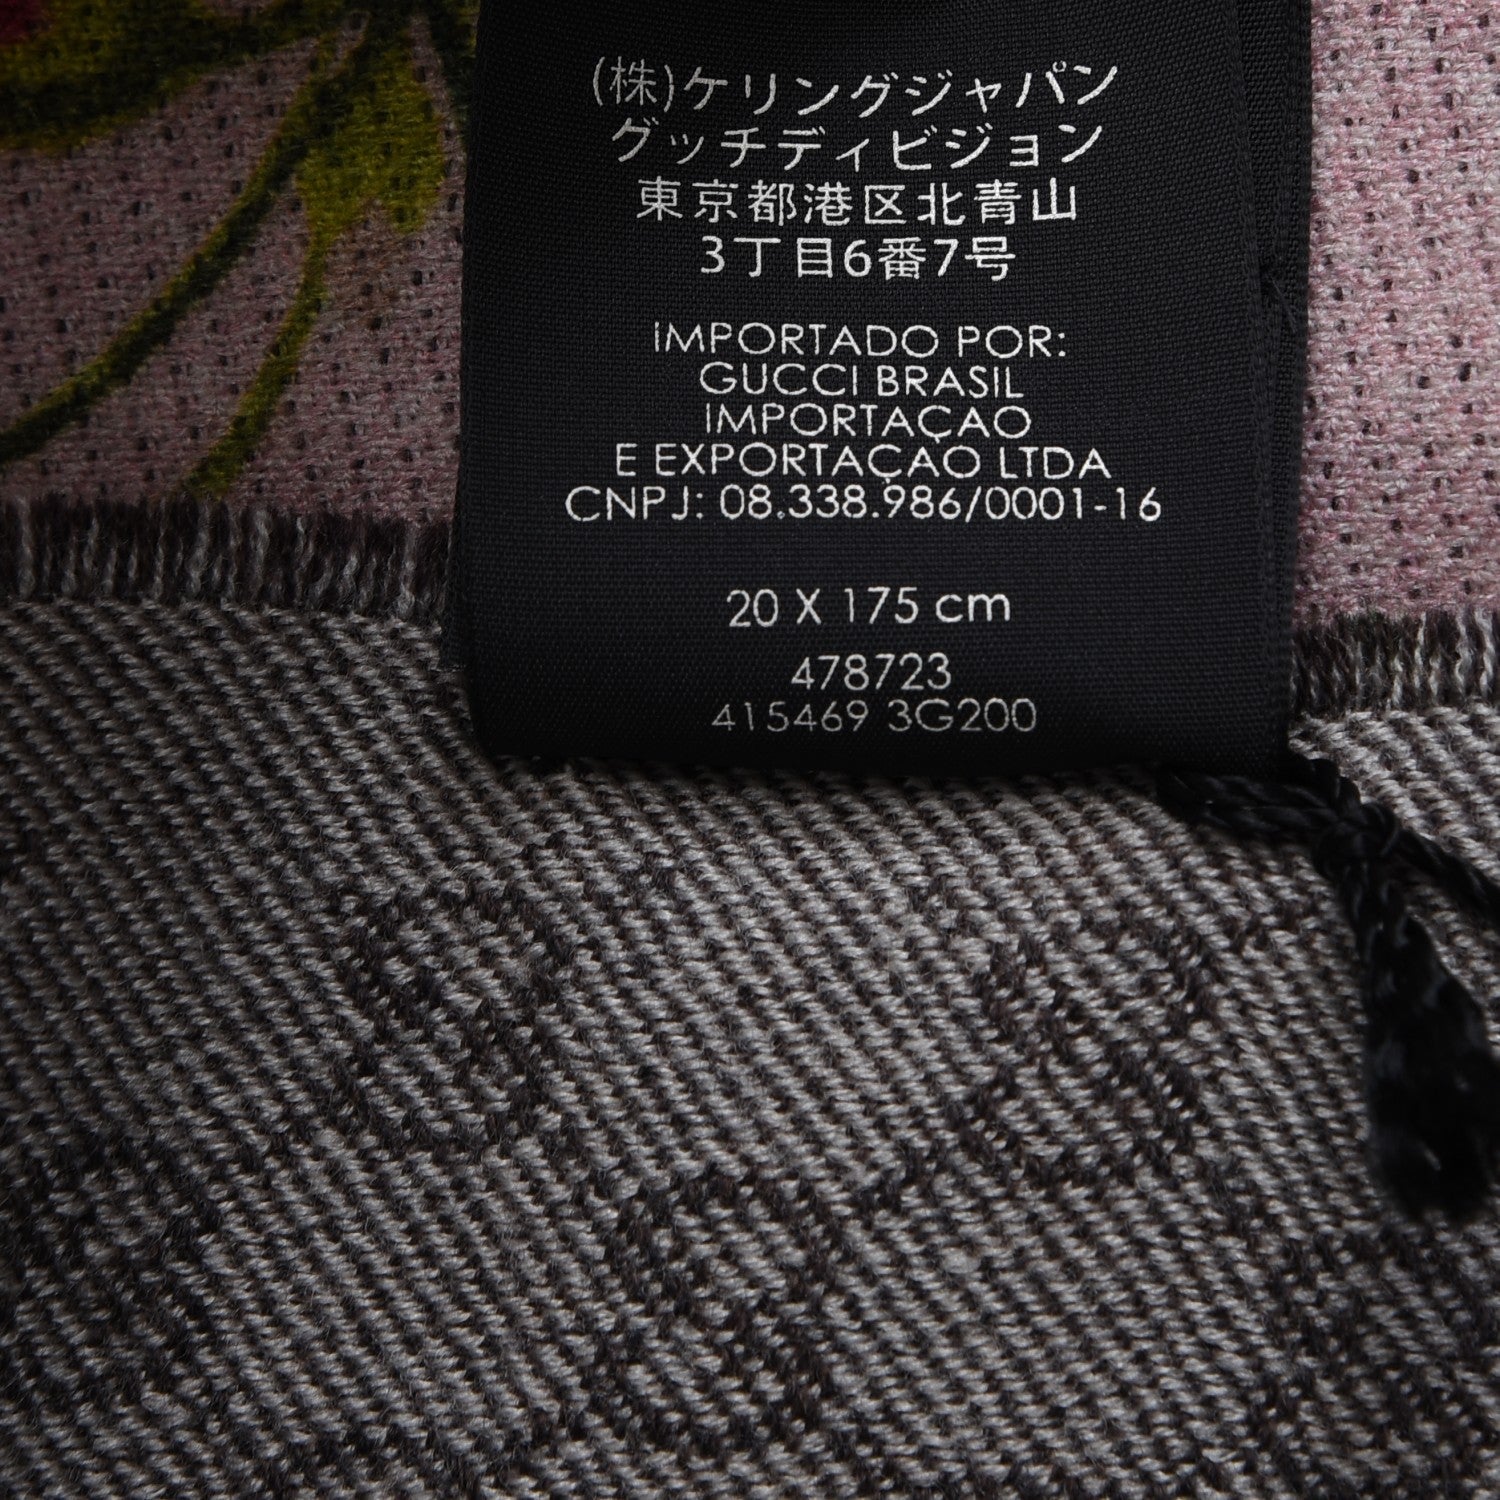 (株)ケリングジャパン
グッチディビジョン
東京都港区北青山
3丁目6番7号
IMPORTADO POR:
GUCCI BRASIL
IMPORTAÇAO
E EXPORTAÇAO LTDA
CNPJ: 08.338.986/0001-16
20 X 175 cm
478723
415469 3G200